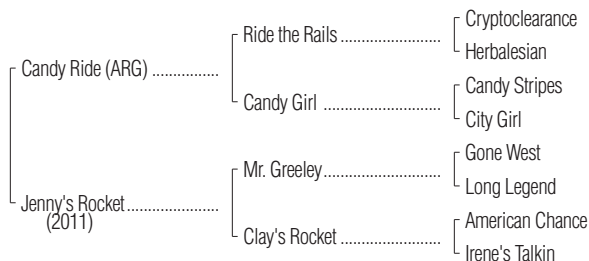 Cryptoclearance
Ride the Rails
Herbalesian
Candy Ride (ARG)
Candy Stripes
Candy Girl
City Girl
Gone West
Mr. Greeley
Long Legend
Jenny's Rocket
(2011)
American Chance
Clay's Rocket
Irene's Talkin